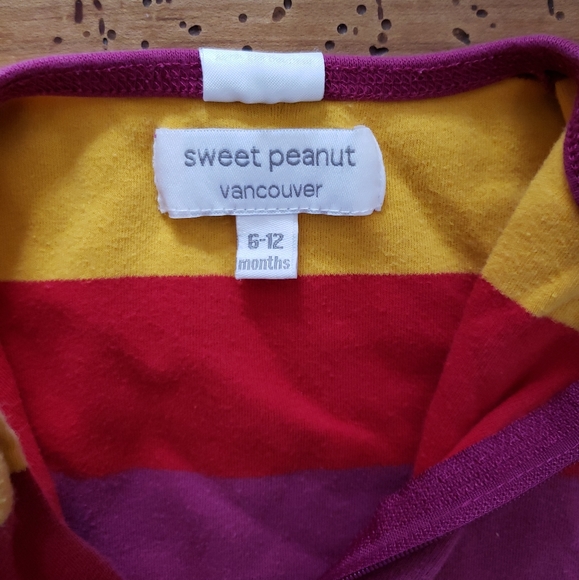 sweet peanut
vancouver
6-12
months